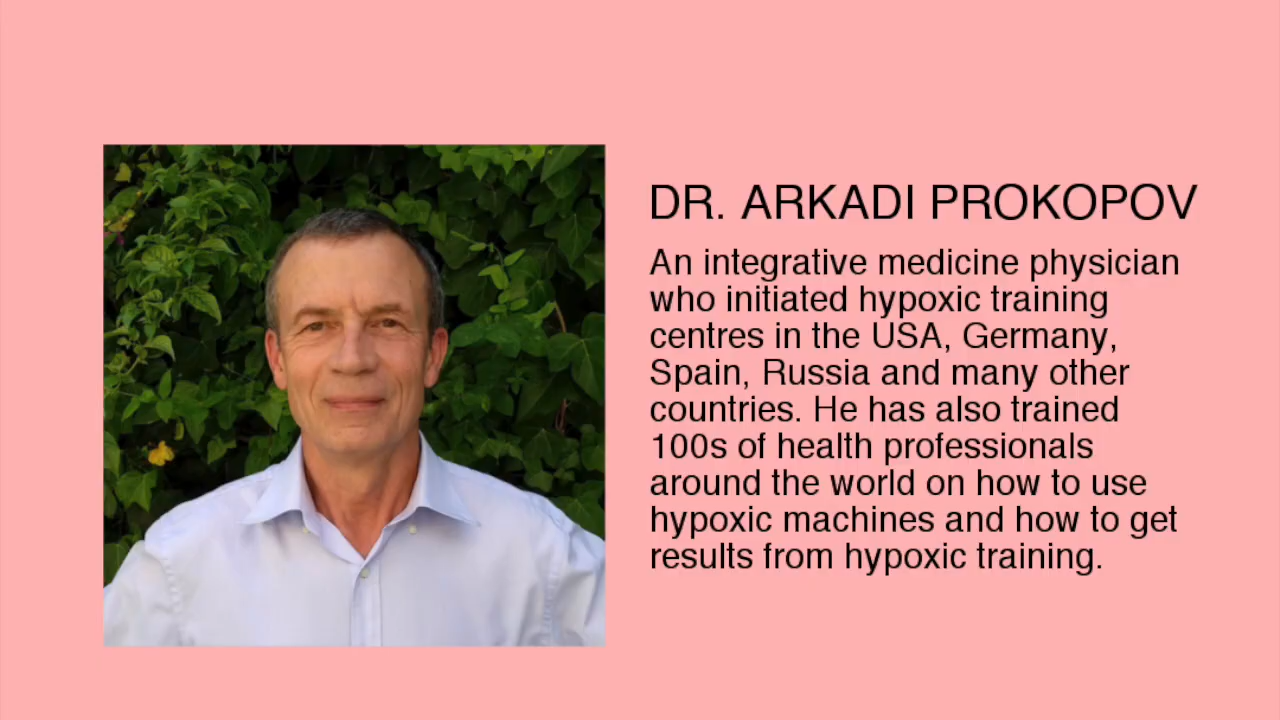 DR. ARKADI PROKOPOV
An integrative medicine physician
who initiated hypoxic training
centres in the USA, Germany,
Spain, Russia and many other
countries. He has also trained
100s of health professionals
around the world on how to use
hypoxic machines and how to get
results from hypoxic training.